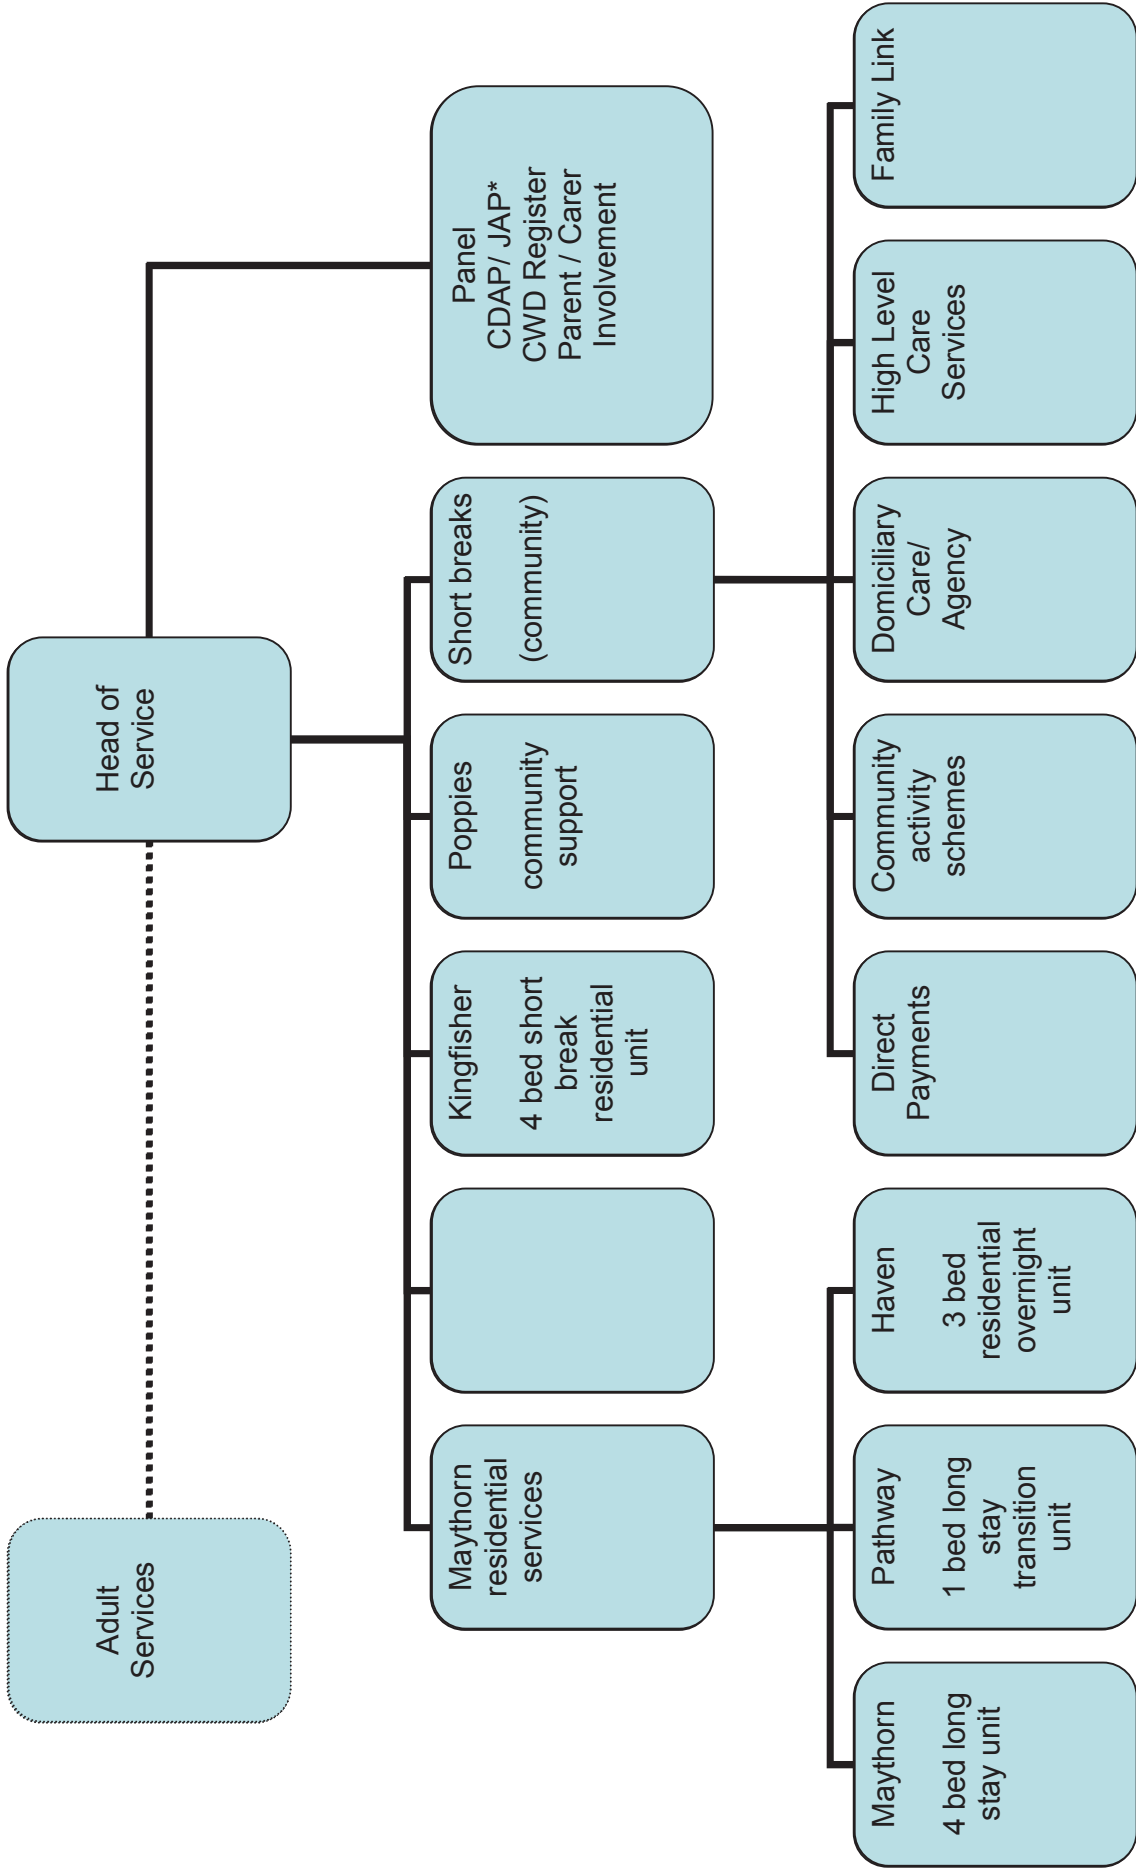 Adult
Services
Head of
Service
Maythorn
residential
services
Kingfisher
4 bed short
break
residential
unit
Poppies
community
support
Short breaks
(community)
Panel
CDAP/ JAP*
CWD Register
Parent / Carer
Involvement
Maythorn
4 bed long
stay unit
Pathway
1 bed long
stay
transition
unit
Haven
3 bed
residential
overnight
unit
Direct
Payments
Community
activity
schemes
Domiciliary
Care/
Agency
High Level
Care
Services
Family Link